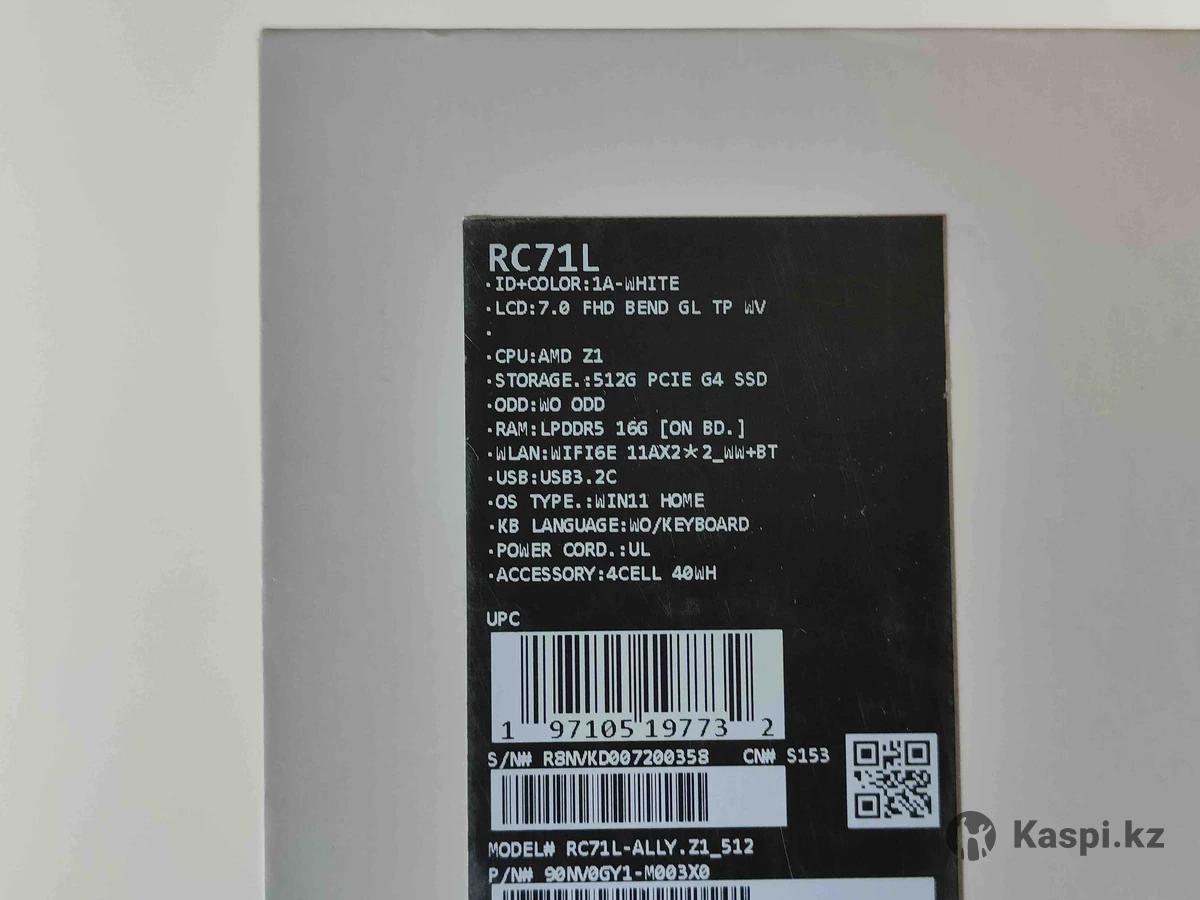 RC71L
·ID+COLOR:1A-WHITE
·LCD:7.0 FHD BEND GL TP WV
·
·CPU:AMD Z1
·STORAGE.:512G PCIE G4 SSD
·ODD:WO ODD
·RAM:LPDDR5 16G [ON BD.]
·WLAN:WIFI6E 11AX2*2_WW+BT
·USB:USB3.2C
·OS TYPE.:WIN11 HOME
·KB LANGUAGE:WO/KEYBOARD
·POWER CORD.:UL
·ACCESSORY:4CELL 40WH
UPC
1 97105 19773 2
S/N# R8NVKD007200358 CN# S153
MODEL# RC71L-ALLY.Z1_512
P/N# 90NV0GY1-M003X0
Kaspi.kz